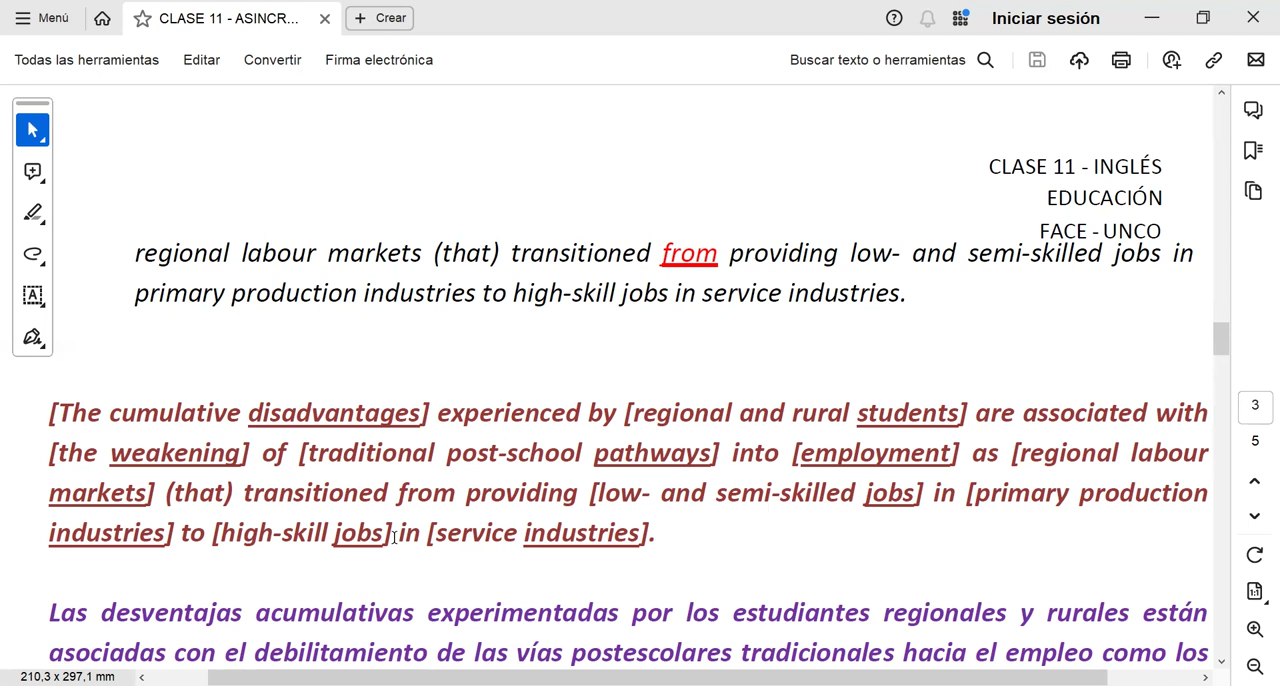 Menú
CLASE 11 - ASINCR...
Crear
Iniciar sesión
Todas las herramientas
Editar
Convertir
Firma electrónica
Buscar texto o herramientas
CLASE 11 - INGLÉS
EDUCACIÓN
FACE - UNCO
regional labour markets (that) transitioned from providing low- and semi-skilled jobs in
primary production industries to high-skill jobs in service industries.
[The cumulative disadvantages] experienced by [regional and rural students] are associated with
[the weakening] of [traditional post-school pathways] into [employment] as [regional labour
markets] (that) transitioned from providing [low- and semi-skilled jobs] in [primary production
industries] to [high-skill jobs] in [service industries].
Las desventajas acumulativas experimentadas por los estudiantes regionales y rurales están
asociadas con el debilitamiento de las vías postescolares tradicionales hacia el empleo como los
3
5
210,3 x 297,1 mm